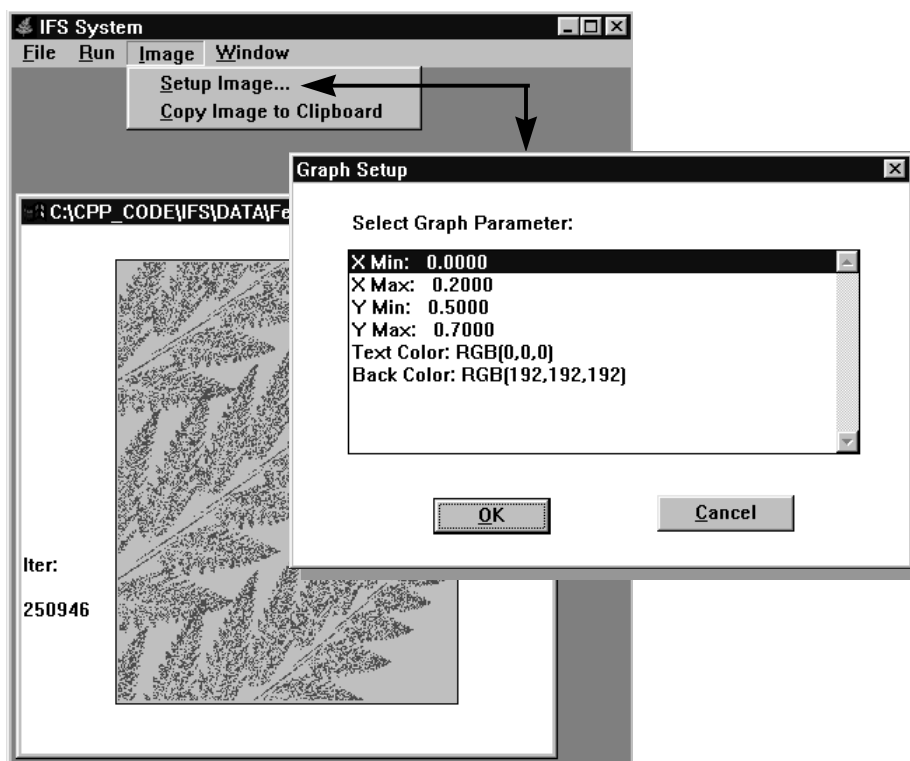 IFS System
File Run Image Window
Setup Image...
Copy Image to Clipboard
Graph Setup
C:\CPP_CODE\IFS\DATA\Fe
Select Graph Parameter:
X Min: 0.0000
X Max: 0.2000
Y Min: 0.5000
Y Max: 0.7000
Text Color: RGB(0,0,0)
Back Color: RGB(192,192,192)
OK Cancel
Iter:
250946